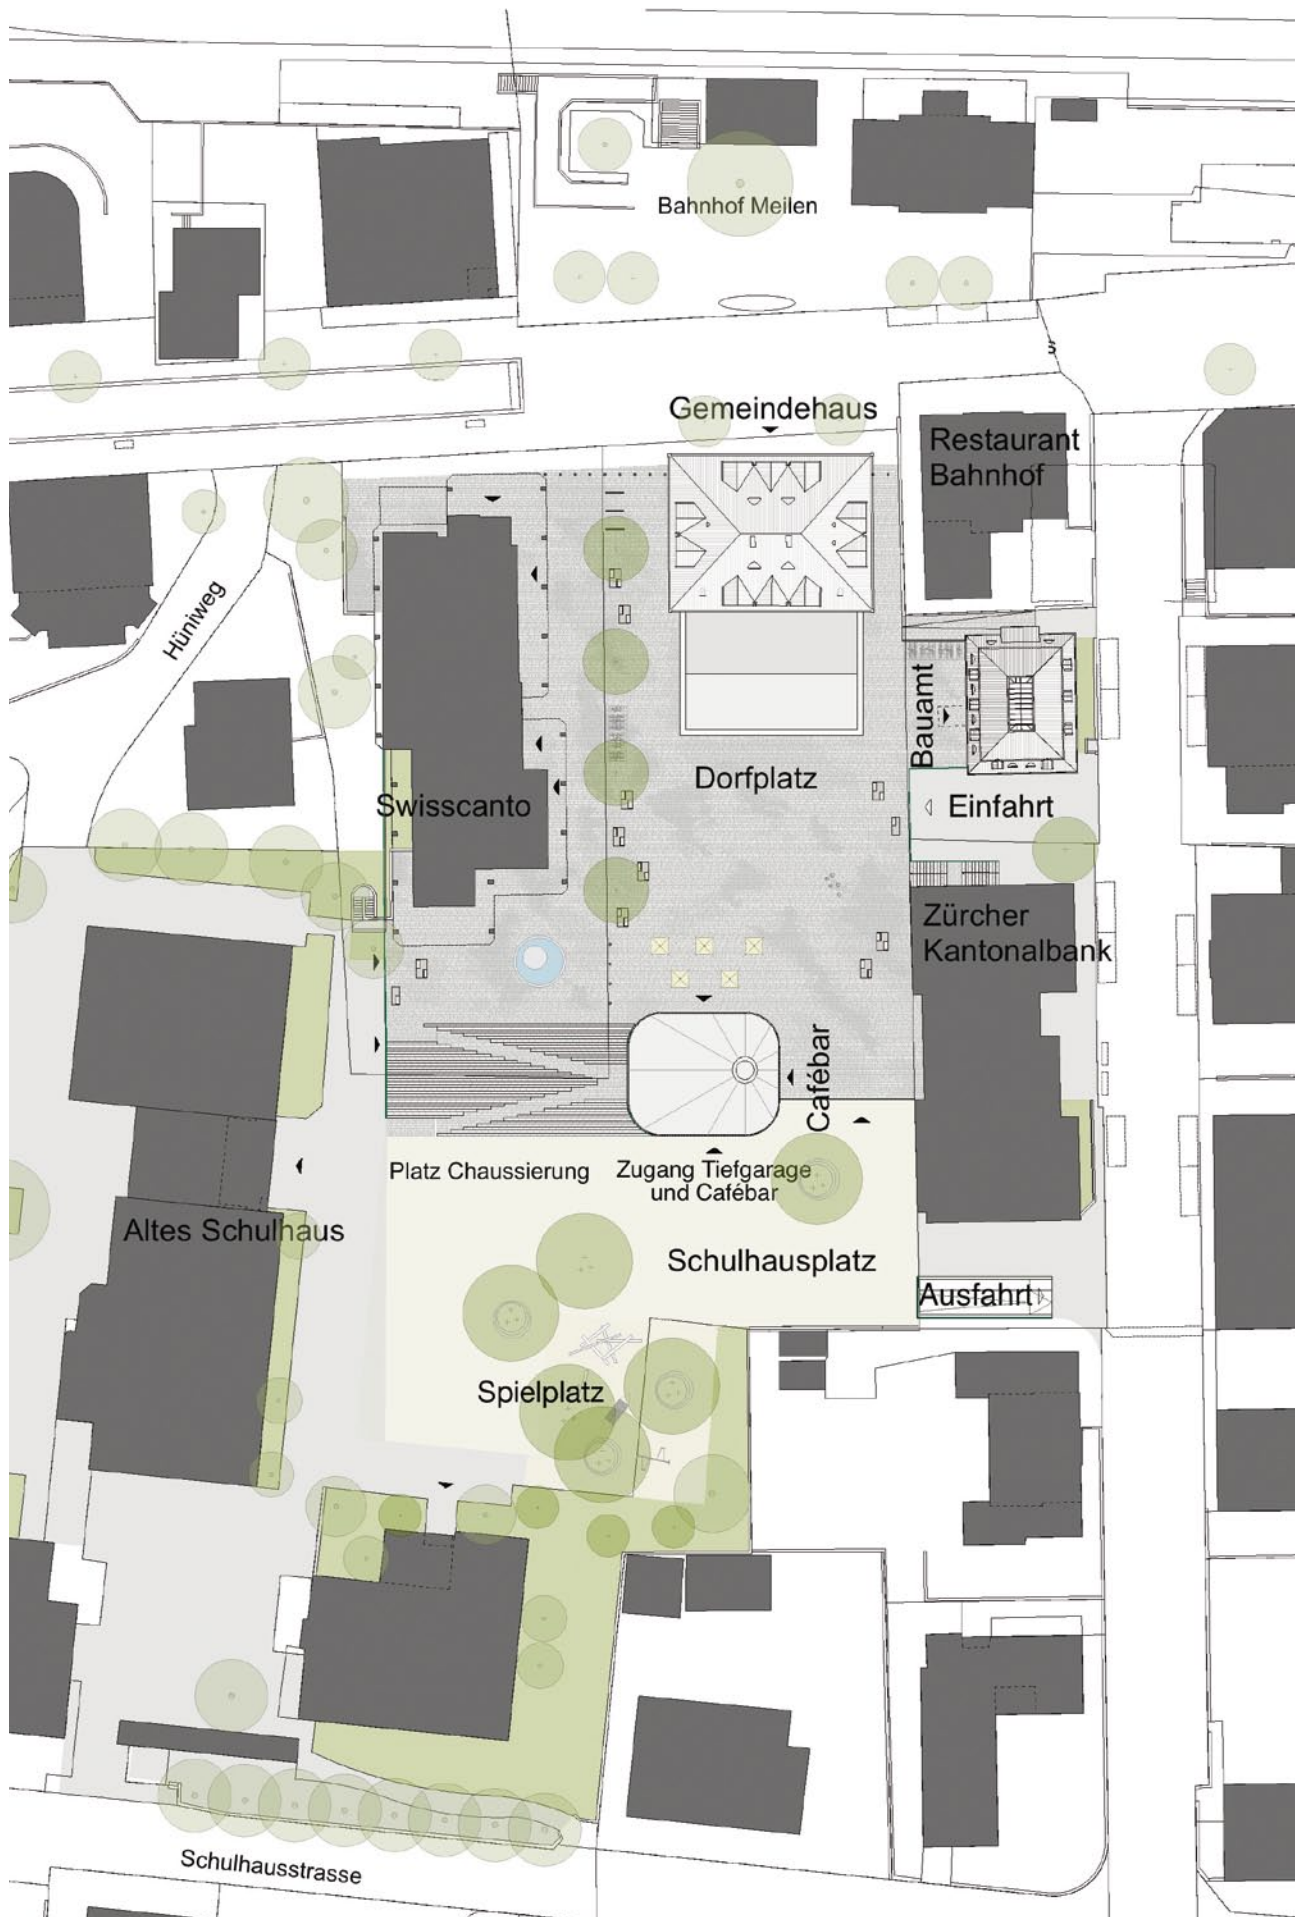 Bahnhof Meilen
S
Gemeindehaus
Restaurant
Bahnhof
Hüniweg
Bauamt
Dorfplatz
Einfahrt
Swisscanto
Zürcher
Kantonalbank
Cafébar
Platz Chaussierung
Zugang Tiefgarage
und Cafébar
Altes Schulhaus
Schulhausplatz
Ausfahrt
Spielplatz
Schulhausstrasse